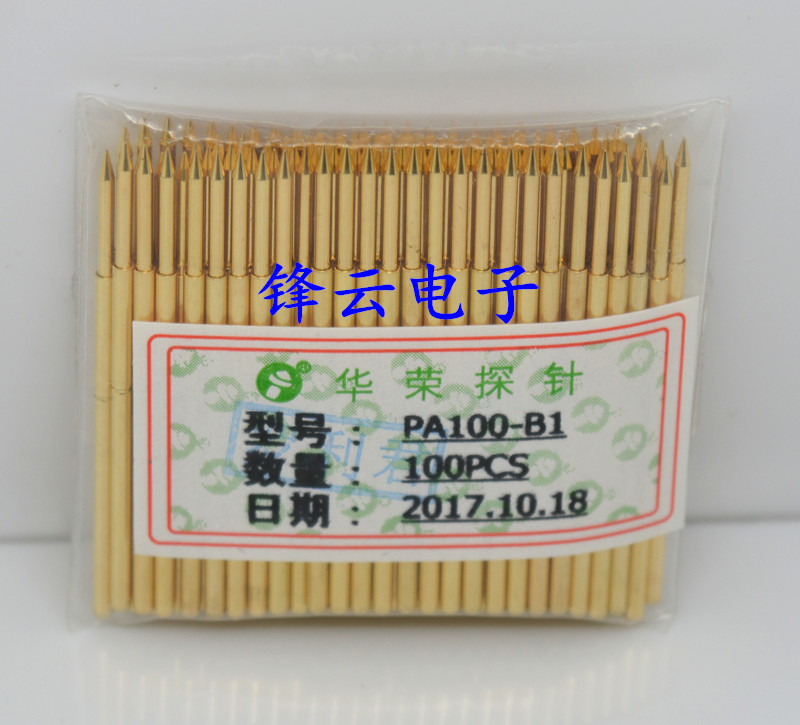 锋云电子
华荣探针
型号： PA100-B1
数量： 100PCS
日期： 2017.10.18